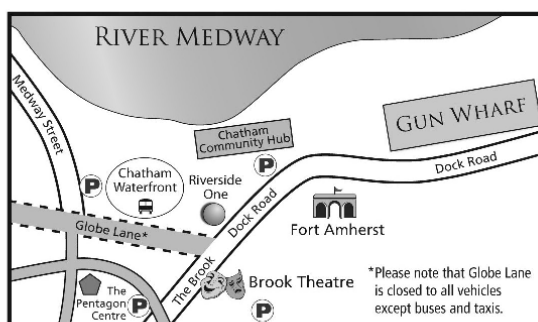 RIVER MEDWAY
Medway Street
GUN WHARF
Chatham
Community Hub
P
Dock Road
P
Chatham
Waterfront
Riverside
One
Dock Road
Fort Amherst
Globe Lane*
The Brook
Brook Theatre
The
Pentagon
Centre
P
P
*Please note that Globe Lane
is closed to all vehicles
except buses and taxis.